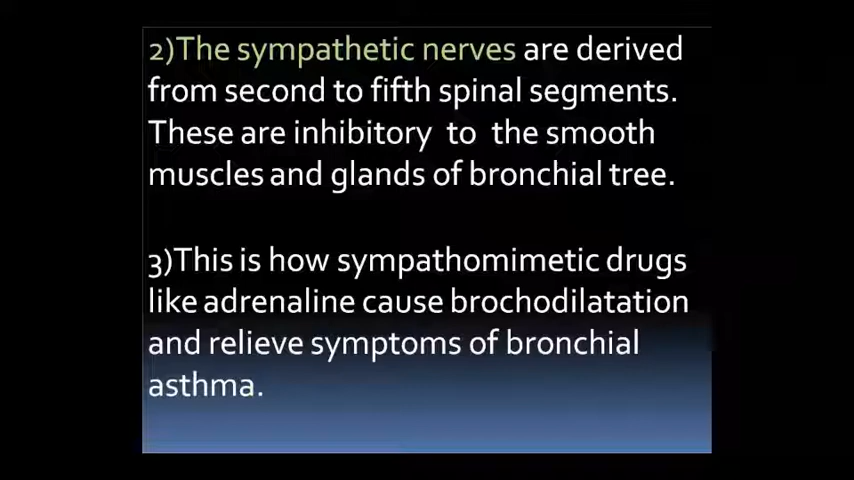 2)The sympathetic nerves are derived
from second to fifth spinal segments.
These are inhibitory to the smooth
muscles and glands of bronchial tree.
3)This is how sympathomimetic drugs
like adrenaline cause brochodilatation
and relieve symptoms of bronchial
asthma.